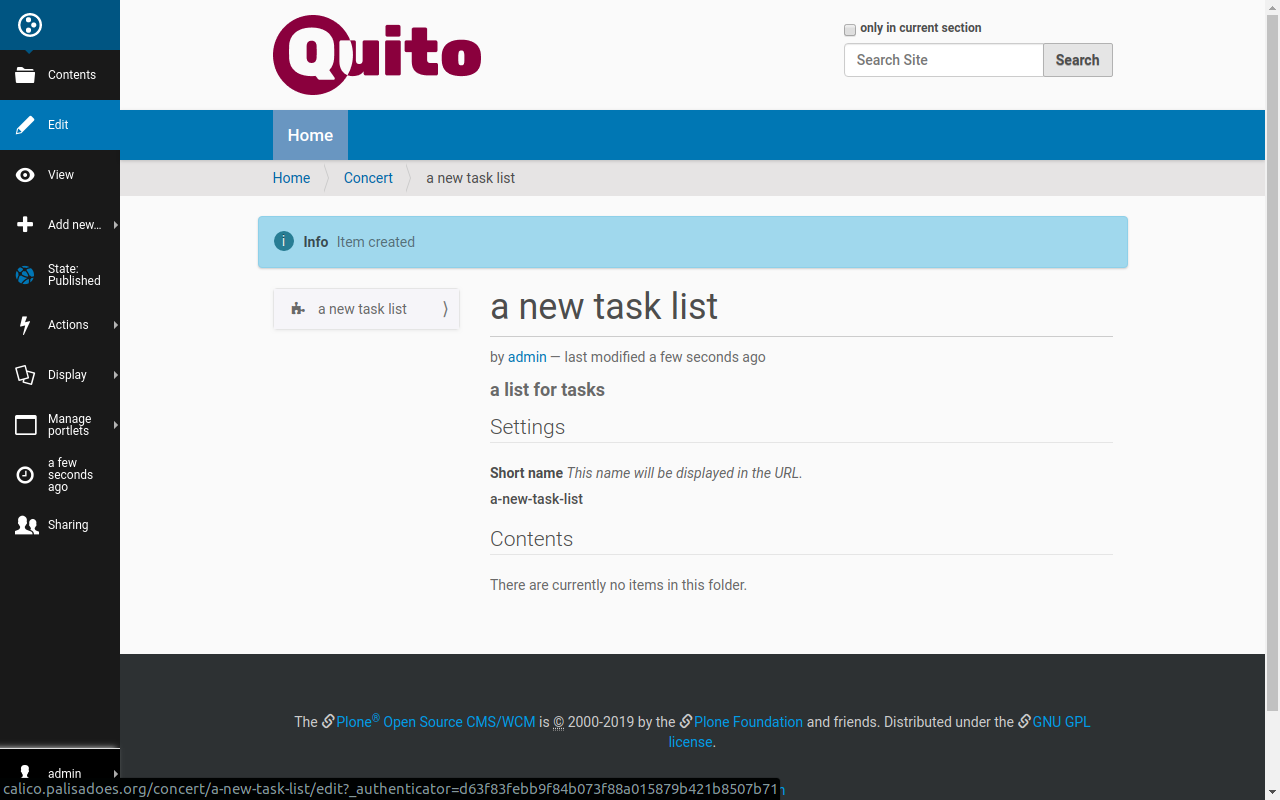 Quito
only in current section
Search Site
Search
Contents
Edit
View
Add new...
State:
Published
Actions
Display
Manage
portlets
a few
seconds
ago
Sharing
admin
Home
Home
Concert
a new task list
Info Item created
a new task list
a new task list
by admin — last modified a few seconds ago
a list for tasks
Settings
Short name This name will be displayed in the URL.
a-new-task-list
Contents
There are currently no items in this folder.
The Plone® Open Source CMS/WCM is © 2000-2019 by the Plone Foundation and friends. Distributed under the GNU GPL
license.
calico.palisadoes.org/concert/a-new-task-list/edit?_authenticator=d63f83febb9f84b073f88a015879b421b8507b71